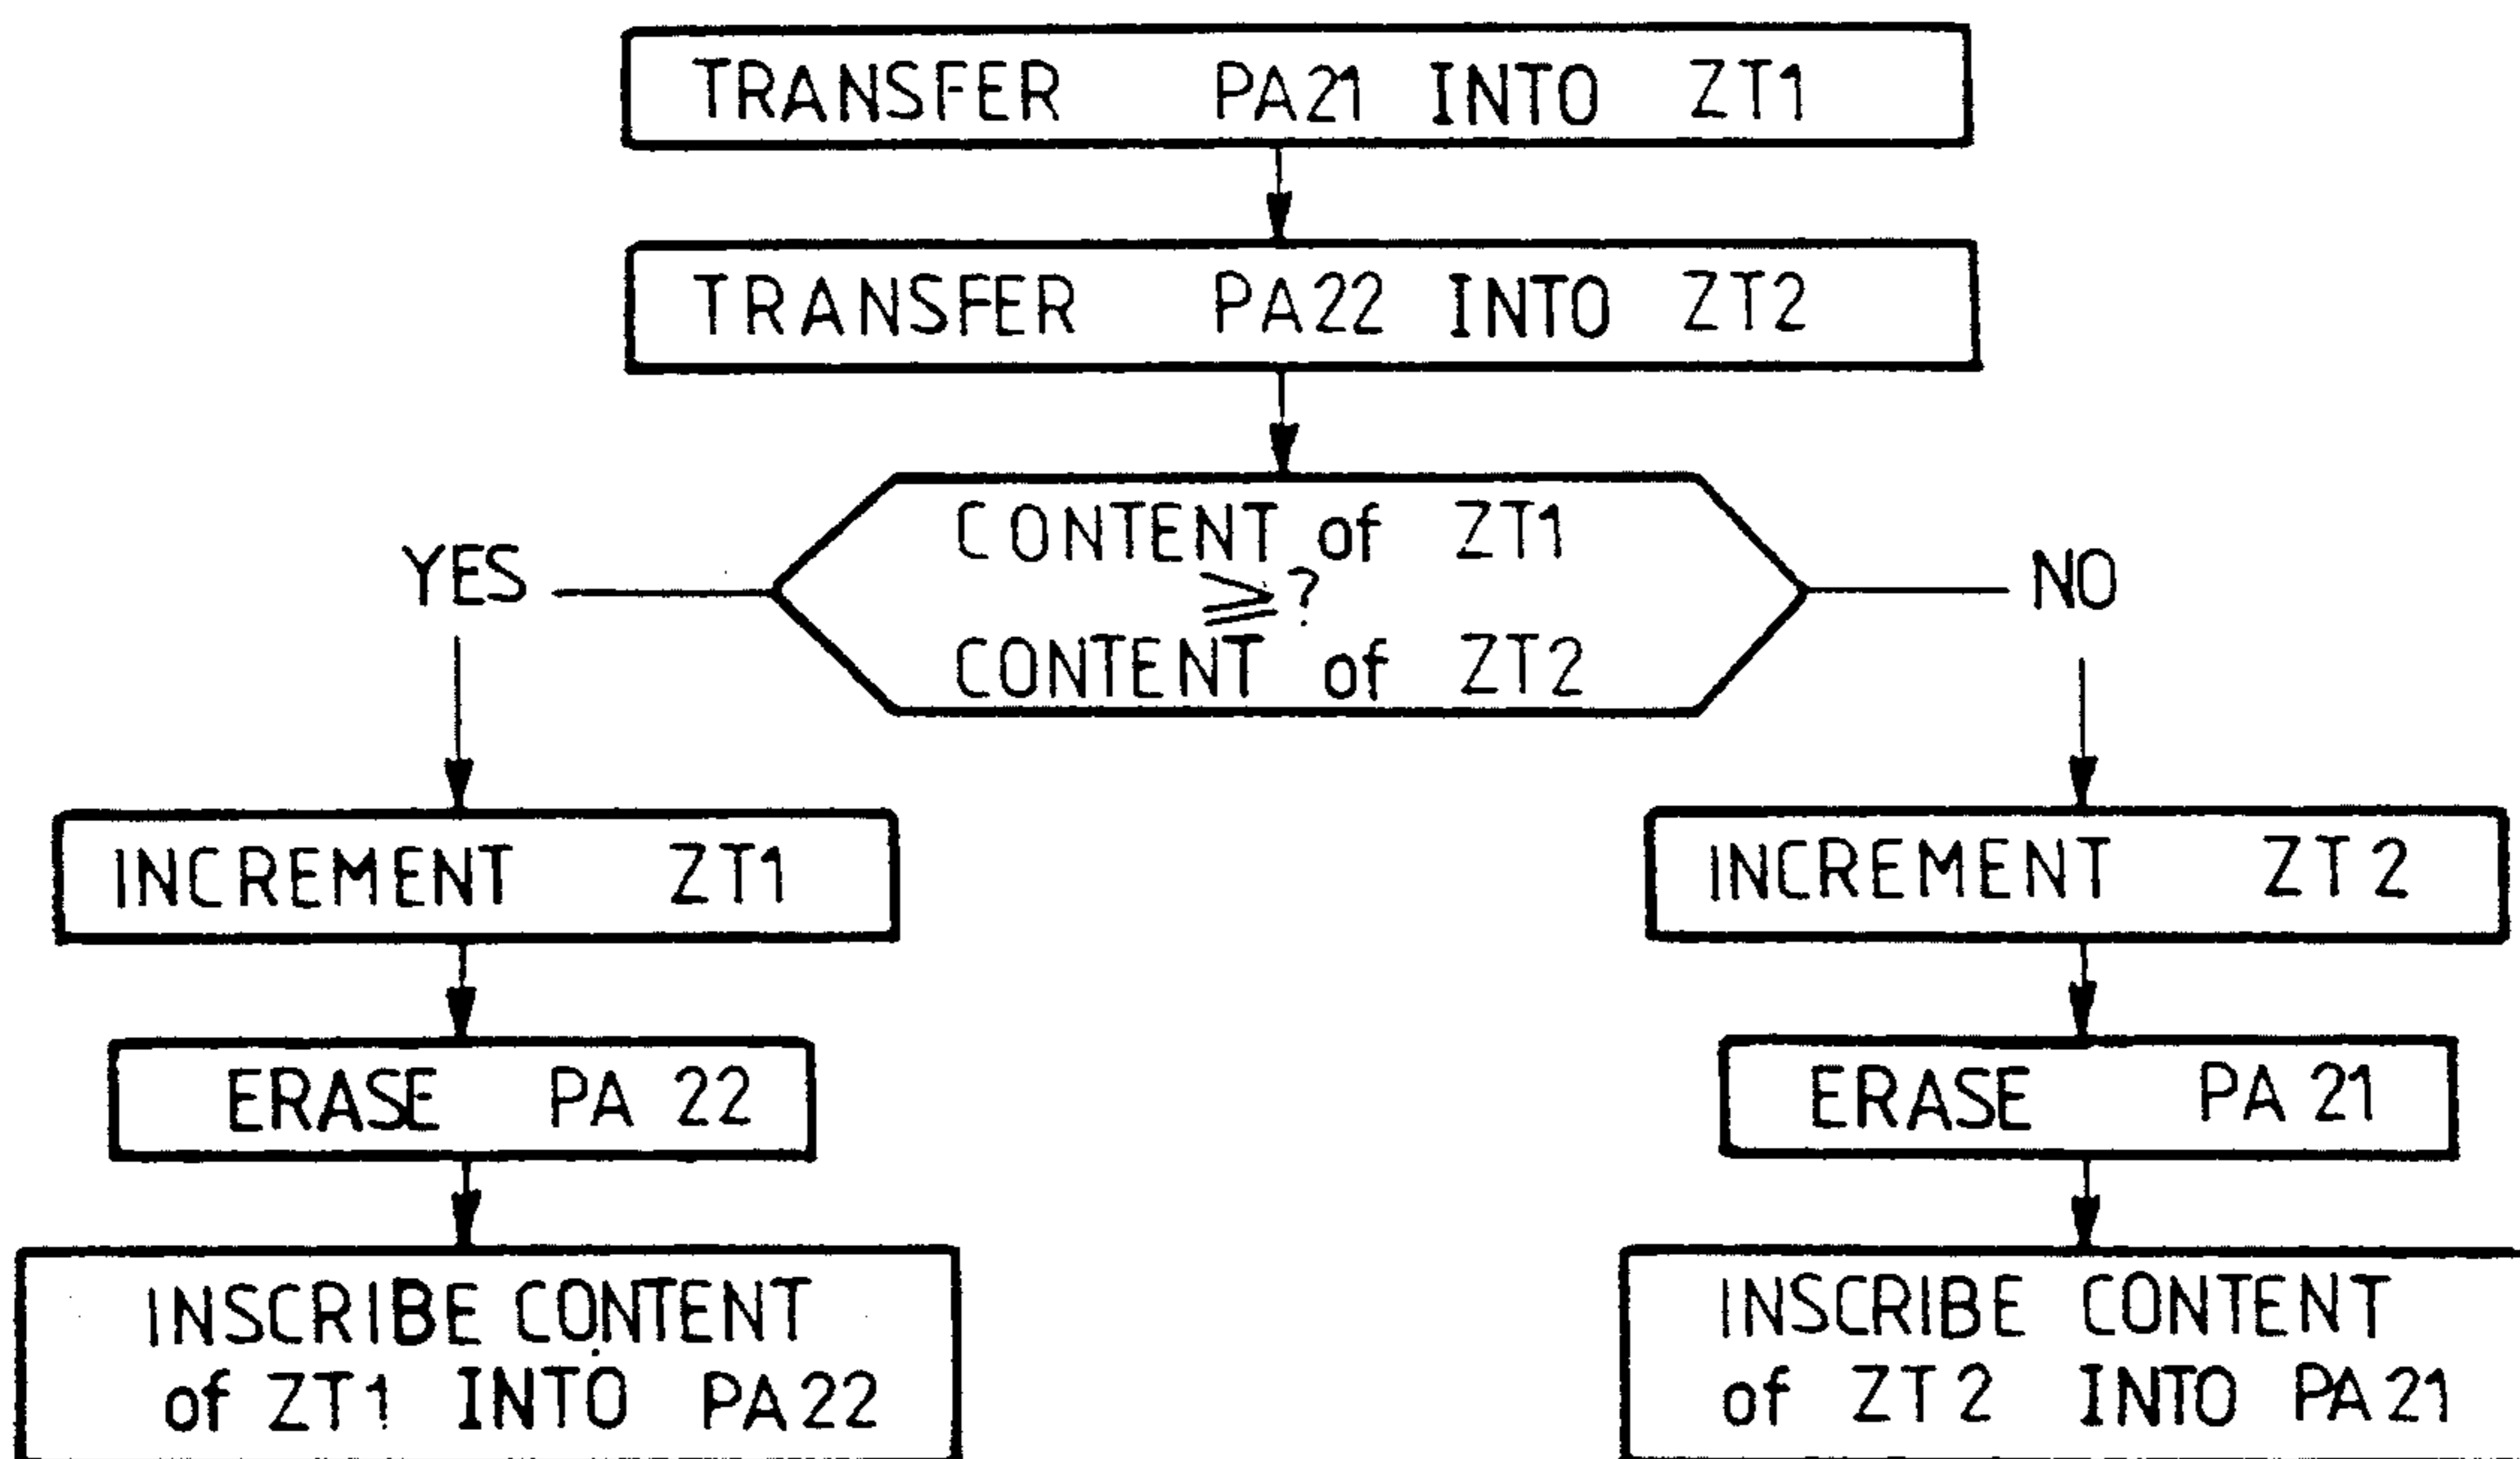 TRANSFER PA21 INTO ZT1
TRANSFER PA22 INTO ZT2
CONTENT of ZT1
≥?
CONTENT of ZT2
YES
NO
INCREMENT ZT1
INCREMENT ZT2
ERASE PA 22
ERASE PA 21
INSCRIBE CONTENT
of ZT1 INTO PA22
INSCRIBE CONTENT
of ZT2 INTO PA21